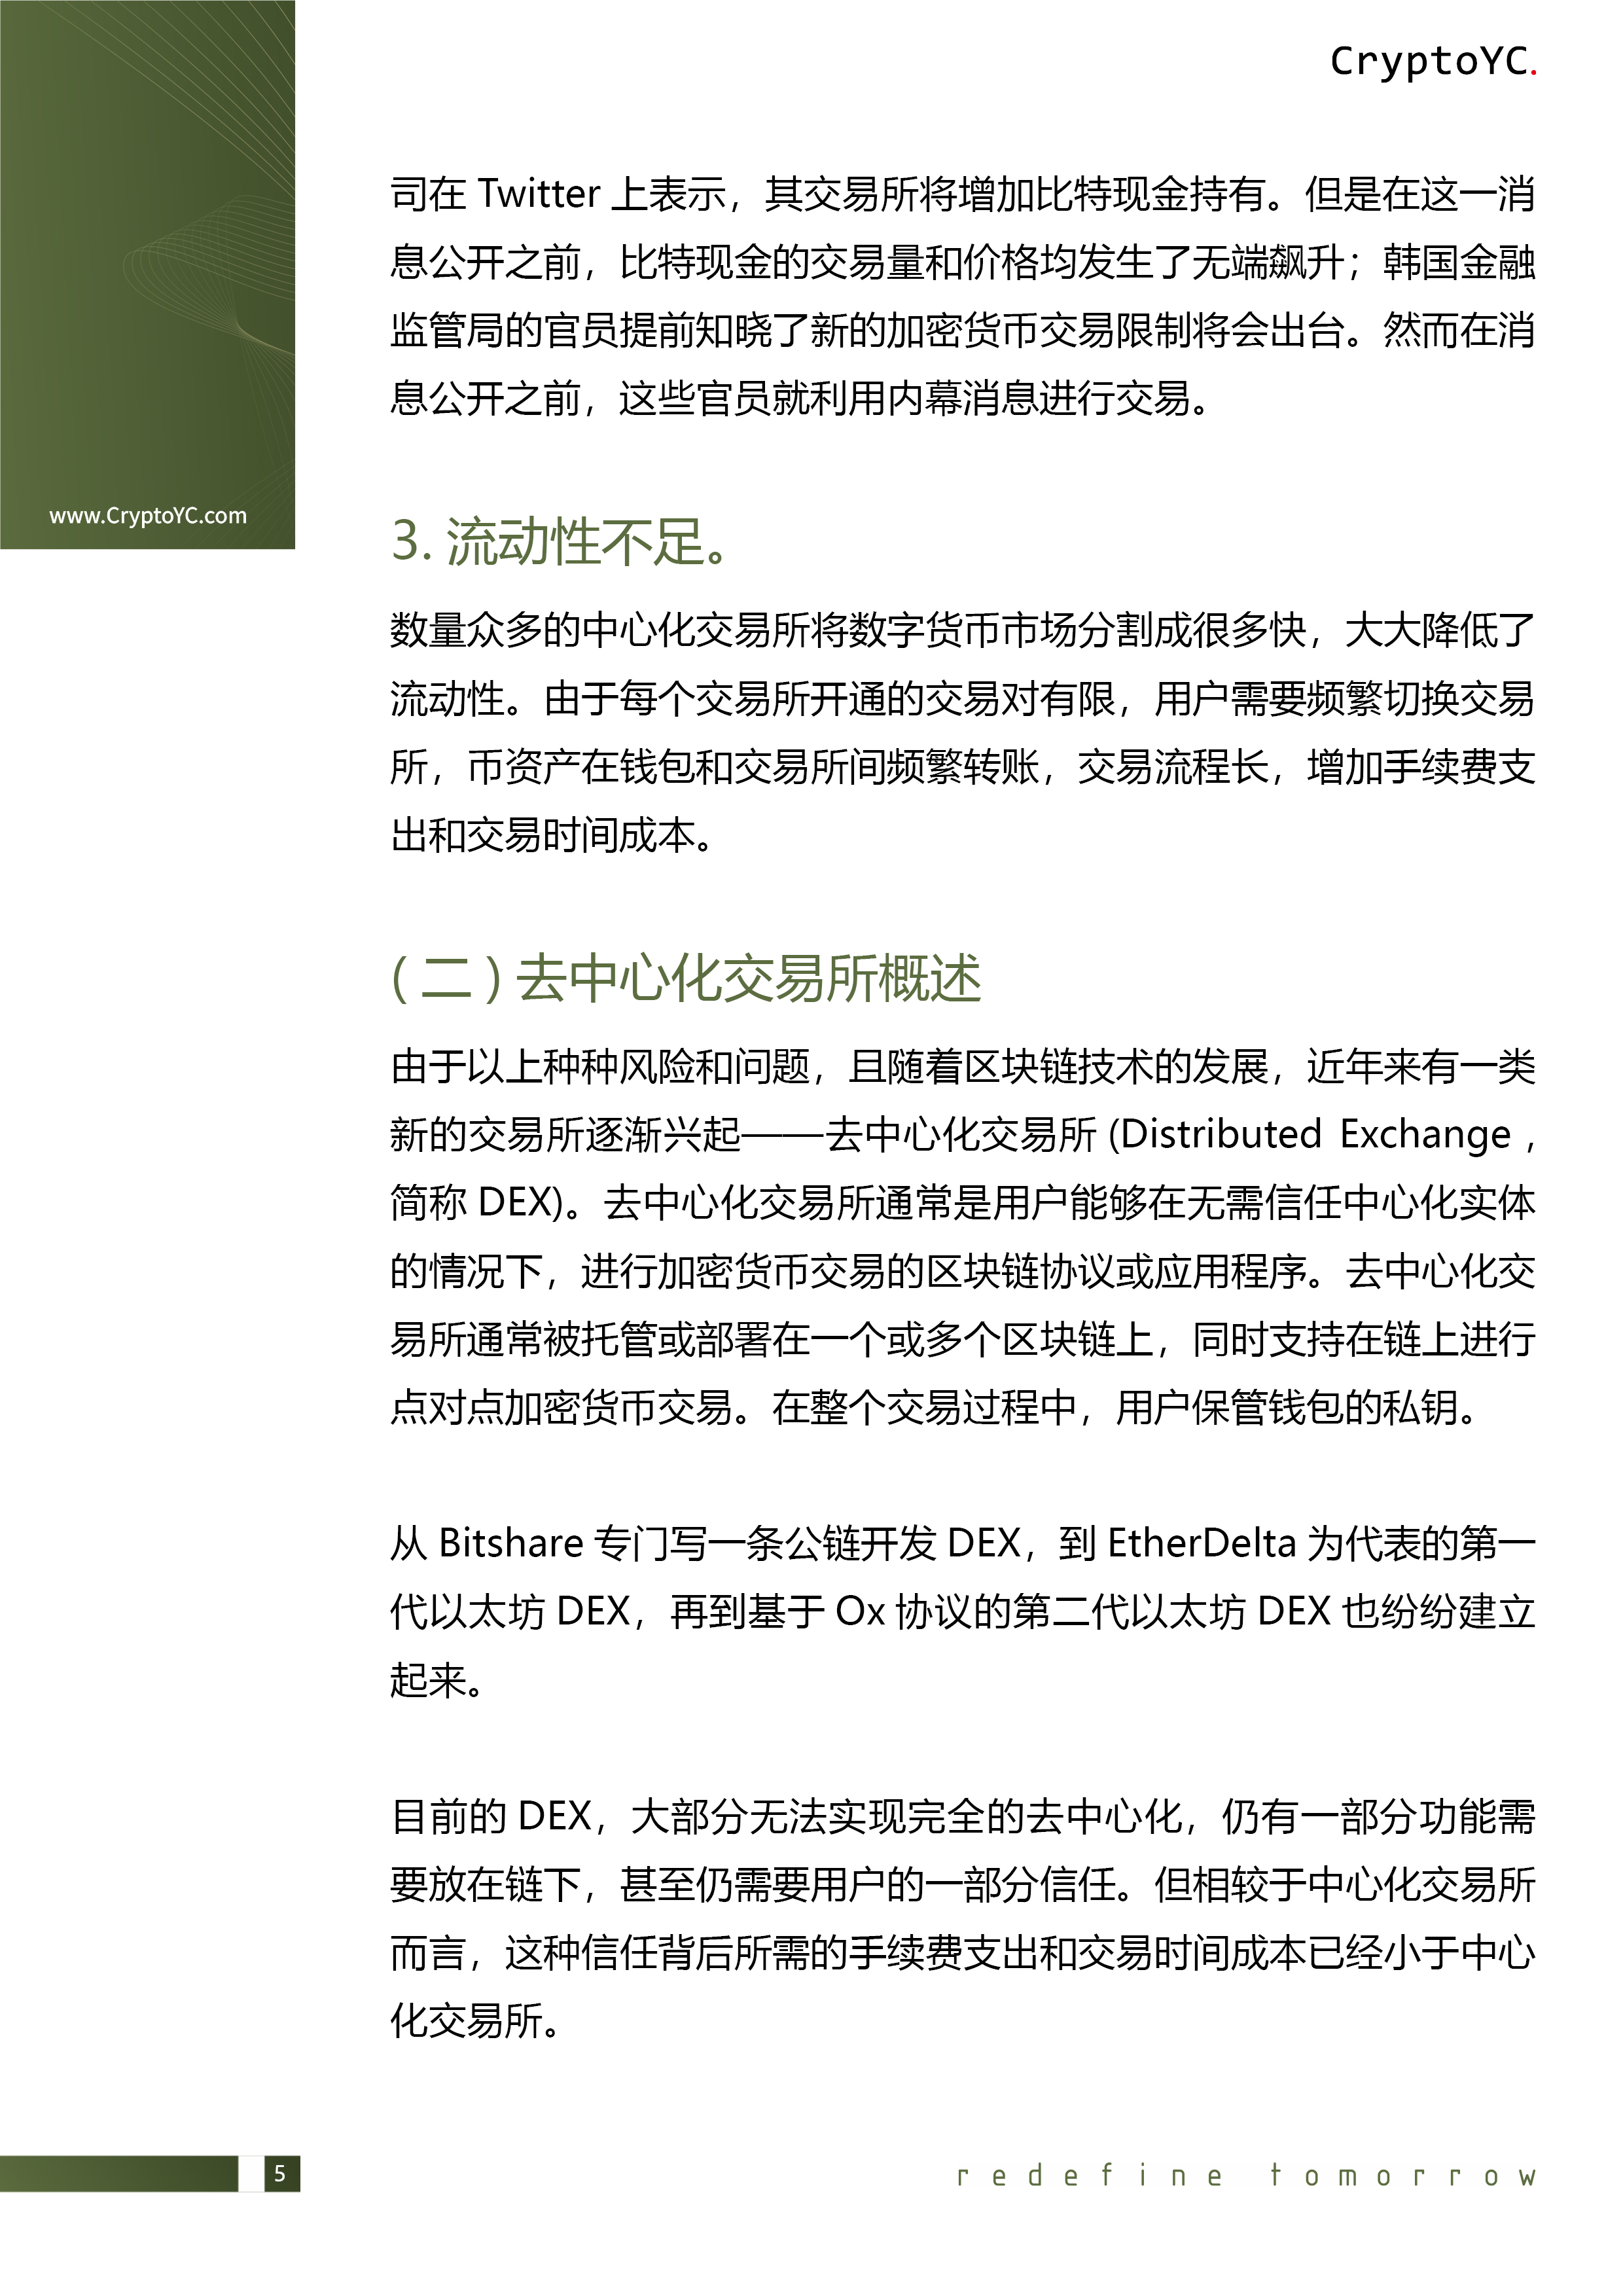 CryptoYC.
www.CryptoYC.com
司在 Twitter 上表示，其交易所将增加比特现金持有。但是在这一消
息公开之前，比特现金的交易量和价格均发生了无端飙升；韩国金融
监管局的官员提前知晓了新的加密货币交易限制将会出台。然而在消
息公开之前，这些官员就利用内幕消息进行交易。
3. 流动性不足。
数量众多的中心化交易所将数字货币市场分割成很多快，大大降低了
流动性。由于每个交易所开通的交易对有限，用户需要频繁切换交易
所，币资产在钱包和交易所间频繁转账，交易流程长，增加手续费支
出和交易时间成本。
( 二 ) 去中心化交易所概述
由于以上种种风险和问题，且随着区块链技术的发展，近年来有一类
新的交易所逐渐兴起——去中心化交易所 (Distributed Exchange ,
简称 DEX)。去中心化交易所通常是用户能够在无需信任中心化实体
的情况下，进行加密货币交易的区块链协议或应用程序。去中心化交
易所通常被托管或部署在一个或多个区块链上，同时支持在链上进行
点对点加密货币交易。在整个交易过程中，用户保管钱包的私钥。
从 Bitshare 专门写一条公链开发 DEX，到 EtherDelta 为代表的第一
代以太坊 DEX，再到基于 Ox 协议的第二代以太坊 DEX 也纷纷建立
起来。
目前的 DEX，大部分无法实现完全的去中心化，仍有一部分功能需
要放在链下，甚至仍需要用户的一部分信任。但相较于中心化交易所
而言，这种信任背后所需的手续费支出和交易时间成本已经小于中心
化交易所。
5
redefine tomorrow